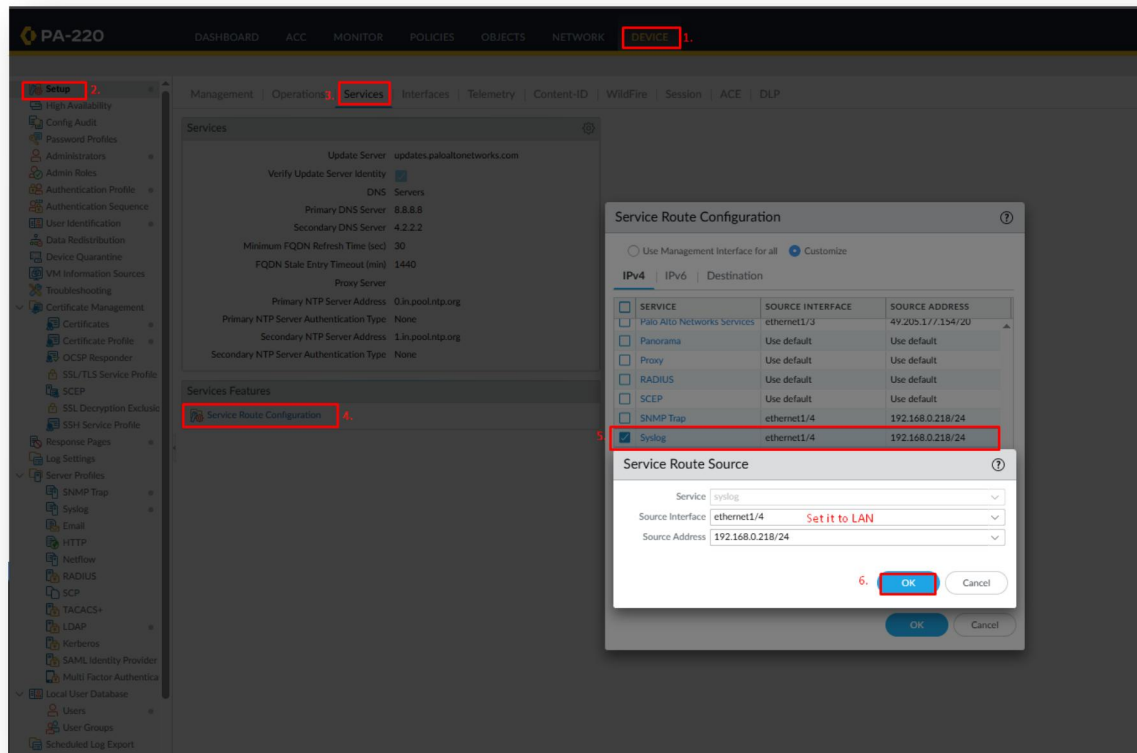 PA-220
DASHBOARD ACC MONITOR POLICIES OBJECTS NETWORK DEVICE 1.
Setup 2.
High Availability
Config Audit
Password Profiles
Administrators
Admin Roles
Authentication Profile
Authentication Sequence
User Identification
Data Redistribution
Device Quarantine
VM Information Sources
Troubleshooting
Certificate Management
Certificates
Certificate Profile
OCSP Responder
SSL/TLS Service Profile
SCEP
SSL Decryption Exclusio
SSH Service Profile
Response Pages
Log Settings
Server Profiles
SNMP Trap
Syslog
Email
HTTP
Netflow
RADIUS
SCP
TACACS+
LDAP
Kerberos
SAML Identity Provider
Multi Factor Authentica
Local User Database
Users
User Groups
Scheduled Log Export
Management Operations 3. Services Interfaces Telemetry Content-ID WildFire Session ACE DLP
Services
Update Server updates.paloaltonetworks.com
Verify Update Server Identity
DNS Servers
Primary DNS Server 8.8.8.8
Secondary DNS Server 4.2.2.2
Minimum FQDN Refresh Time (sec) 30
FQDN Stale Entry Timeout (min) 1440
Proxy Server
Primary NTP Server Address 0.in.pool.ntp.org
Primary NTP Server Authentication Type None
Secondary NTP Server Address 1.in.pool.ntp.org
Secondary NTP Server Authentication Type None
Services Features
Service Route Configuration 4.
Service Route Configuration
Use Management Interface for all Customize
IPv4 IPv6 Destination
SERVICE SOURCE INTERFACE SOURCE ADDRESS
Palo Alto Networks Services ethernet1/3 49.205.177.154/20
Panorama Use default Use default
Proxy Use default Use default
RADIUS Use default Use default
SCEP Use default Use default
SNMP Trap ethernet1/4 192.168.0.218/24
5. Syslog ethernet1/4 192.168.0.218/24
Service Route Source
Service syslog
Source Interface ethernet1/4 Set it to LAN
Source Address 192.168.0.218/24
6. OK Cancel
OK Cancel